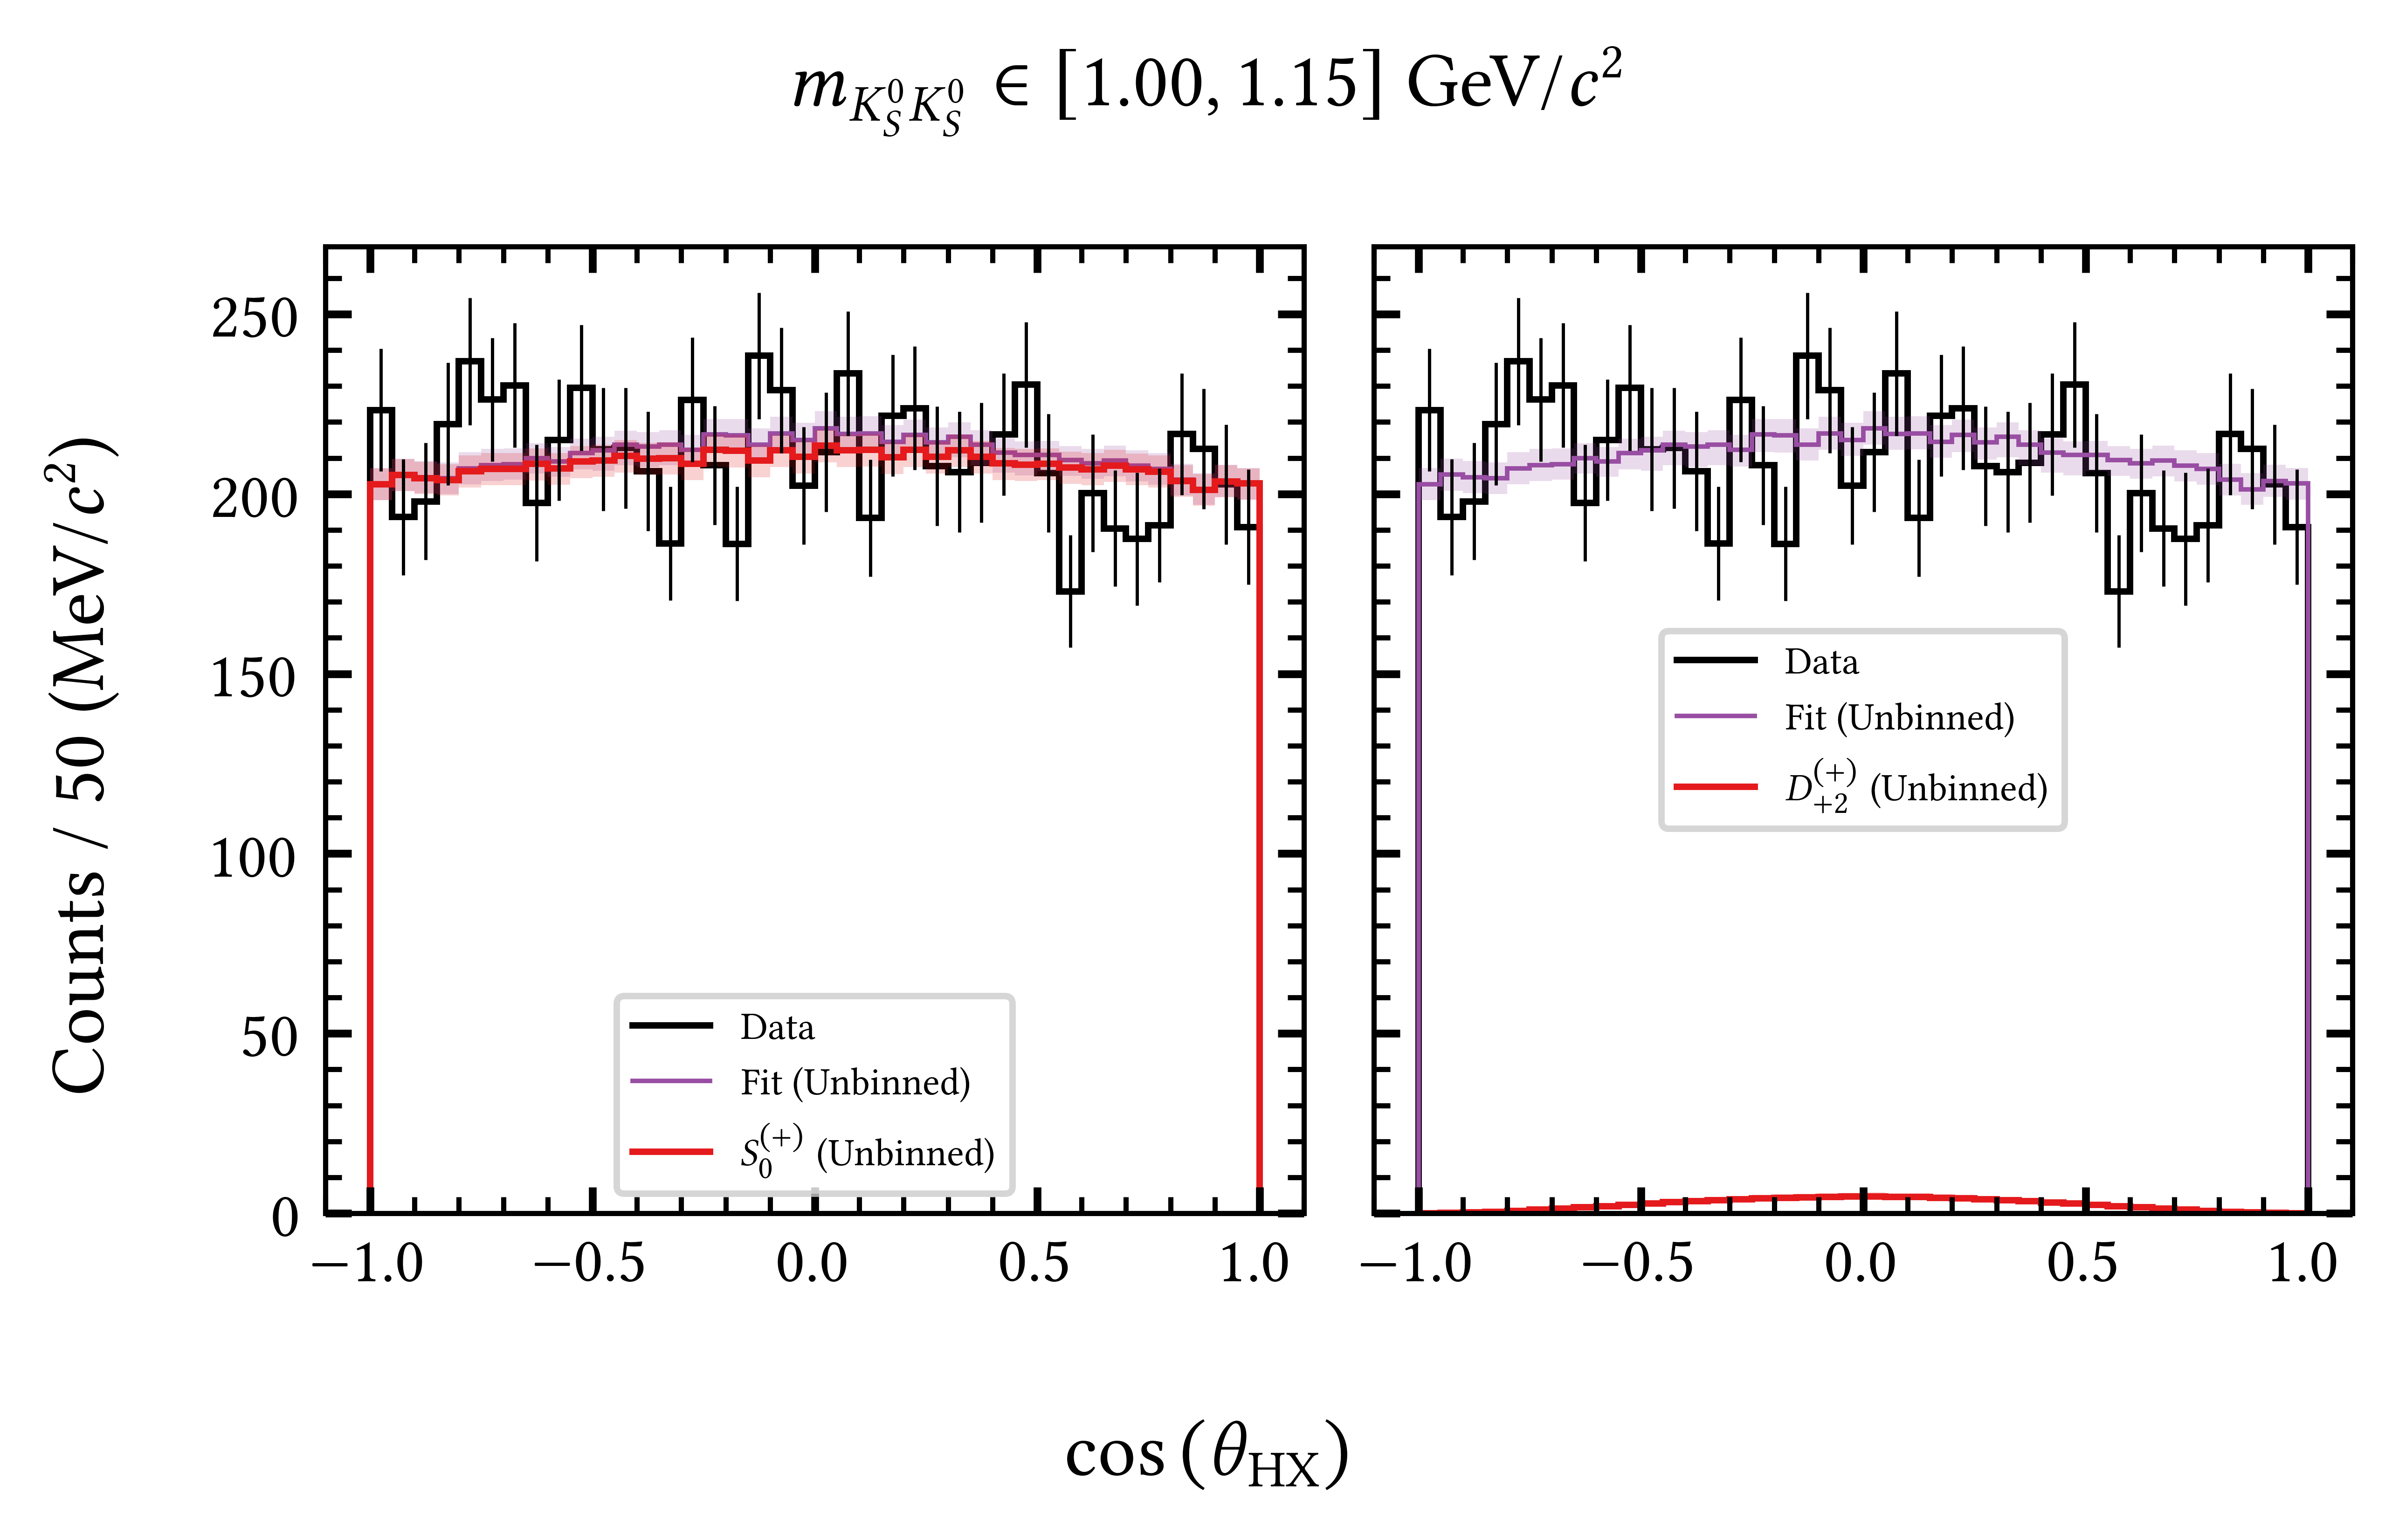 m_{K_S^0 K_S^0} ∈ [1.00, 1.15] GeV/c²
Counts / 50 (MeV/c²)
250
200
150
100
50
0
Data
Fit (Unbinned)
S_0^{(+)} (Unbinned)
−1.0 −0.5 0.0 0.5 1.0
Data
Fit (Unbinned)
D_{+2}^{(+)} (Unbinned)
−1.0 −0.5 0.0 0.5 1.0
cos (θ_{HX})